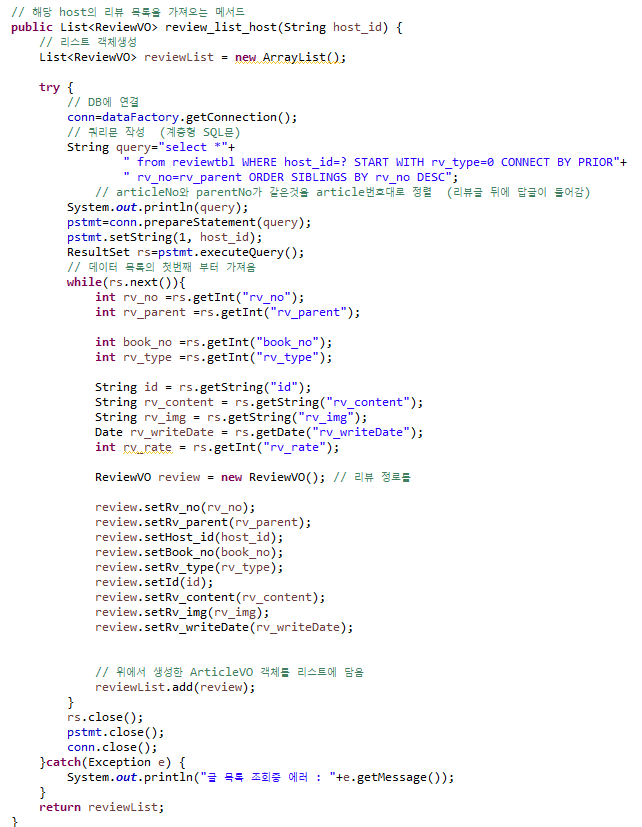 // 해당 host의 리뷰 목록을 가져오는 메서드
public List<ReviewVO> review_list_host(String host_id) {
// 리스트 객체생성
List<ReviewVO> reviewList = new ArrayList();
try {
// DB에 연결
conn=dataFactory.getConnection();
// 쿼리문 작성 (계층형 SQL문)
String query="select *"+
" from reviewtbl WHERE host_id=? START WITH rv_type=0 CONNECT BY PRIOR"+
" rv_no=rv_parent ORDER SIBLINGS BY rv_no DESC";
// articleNo와 parentNo가 같은것을 article번호대로 정렬 (리뷰글 뒤에 답글이 들어감)
System.out.println(query);
pstmt=conn.prepareStatement(query);
pstmt.setString(1, host_id);
ResultSet rs=pstmt.executeQuery();
// 데이터 목록의 첫번째 부터 가져옴
while(rs.next()){
int rv_no =rs.getInt("rv_no");
int rv_parent =rs.getInt("rv_parent");
int book_no =rs.getInt("book_no");
int rv_type =rs.getInt("rv_type");
String id = rs.getString("id");
String rv_content = rs.getString("rv_content");
String rv_img = rs.getString("rv_img");
Date rv_writeDate = rs.getDate("rv_writeDate");
int rv_rate = rs.getInt("rv_rate");
ReviewVO review = new ReviewVO(); // 리뷰 정로를
review.setRv_no(rv_no);
review.setRv_parent(rv_parent);
review.setHost_id(host_id);
review.setBook_no(book_no);
review.setRv_type(rv_type);
review.setId(id);
review.setRv_content(rv_content);
review.setRv_img(rv_img);
review.setRv_writeDate(rv_writeDate);
// 위에서 생성한 ArticleVO 객체를 리스트에 담음
reviewList.add(review);
}
rs.close();
pstmt.close();
conn.close();
}catch(Exception e) {
System.out.println("글 목록 조회중 에러 : "+e.getMessage());
}
return reviewList;
}